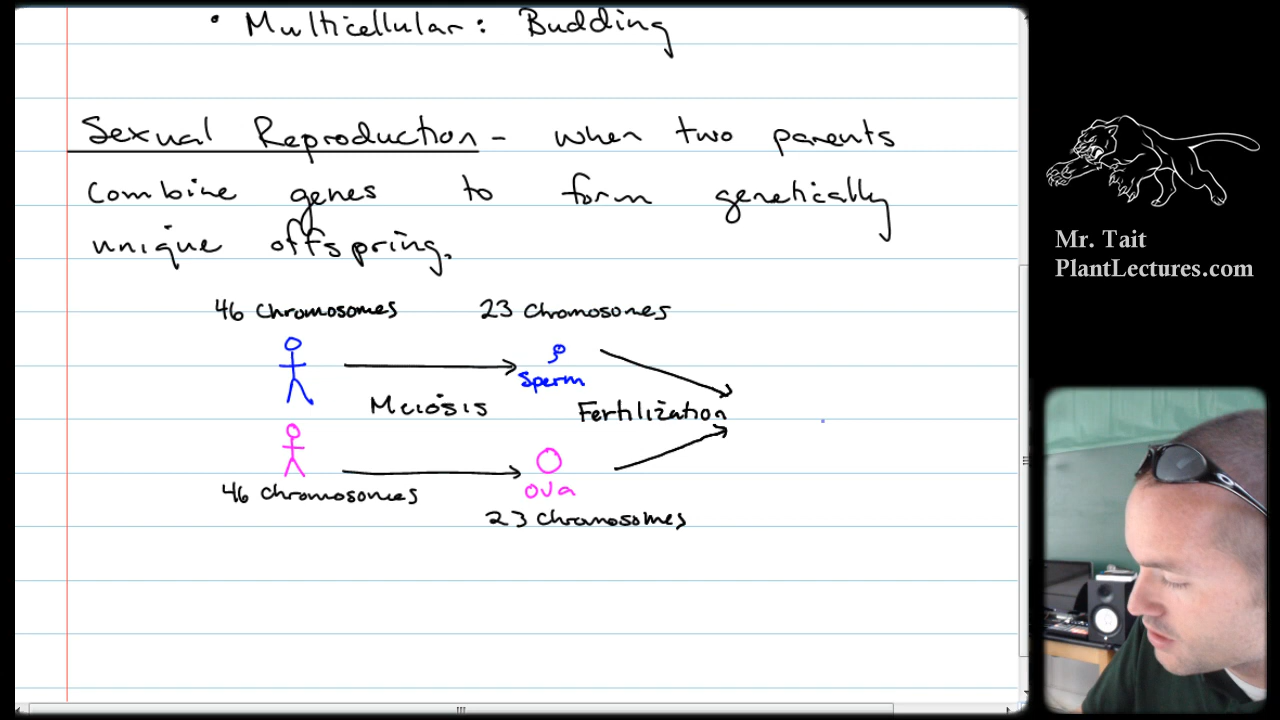 • Multicellular: Budding
Sexual Reproduction - when two parents
combine genes to form genetically
unique offspring.
46 Chromosomes
23 Chromosomes
Sperm
Meiosis
Fertilization
46 Chromosomes
Ova
23 Chromosomes
Mr. Tait
PlantLectures.com